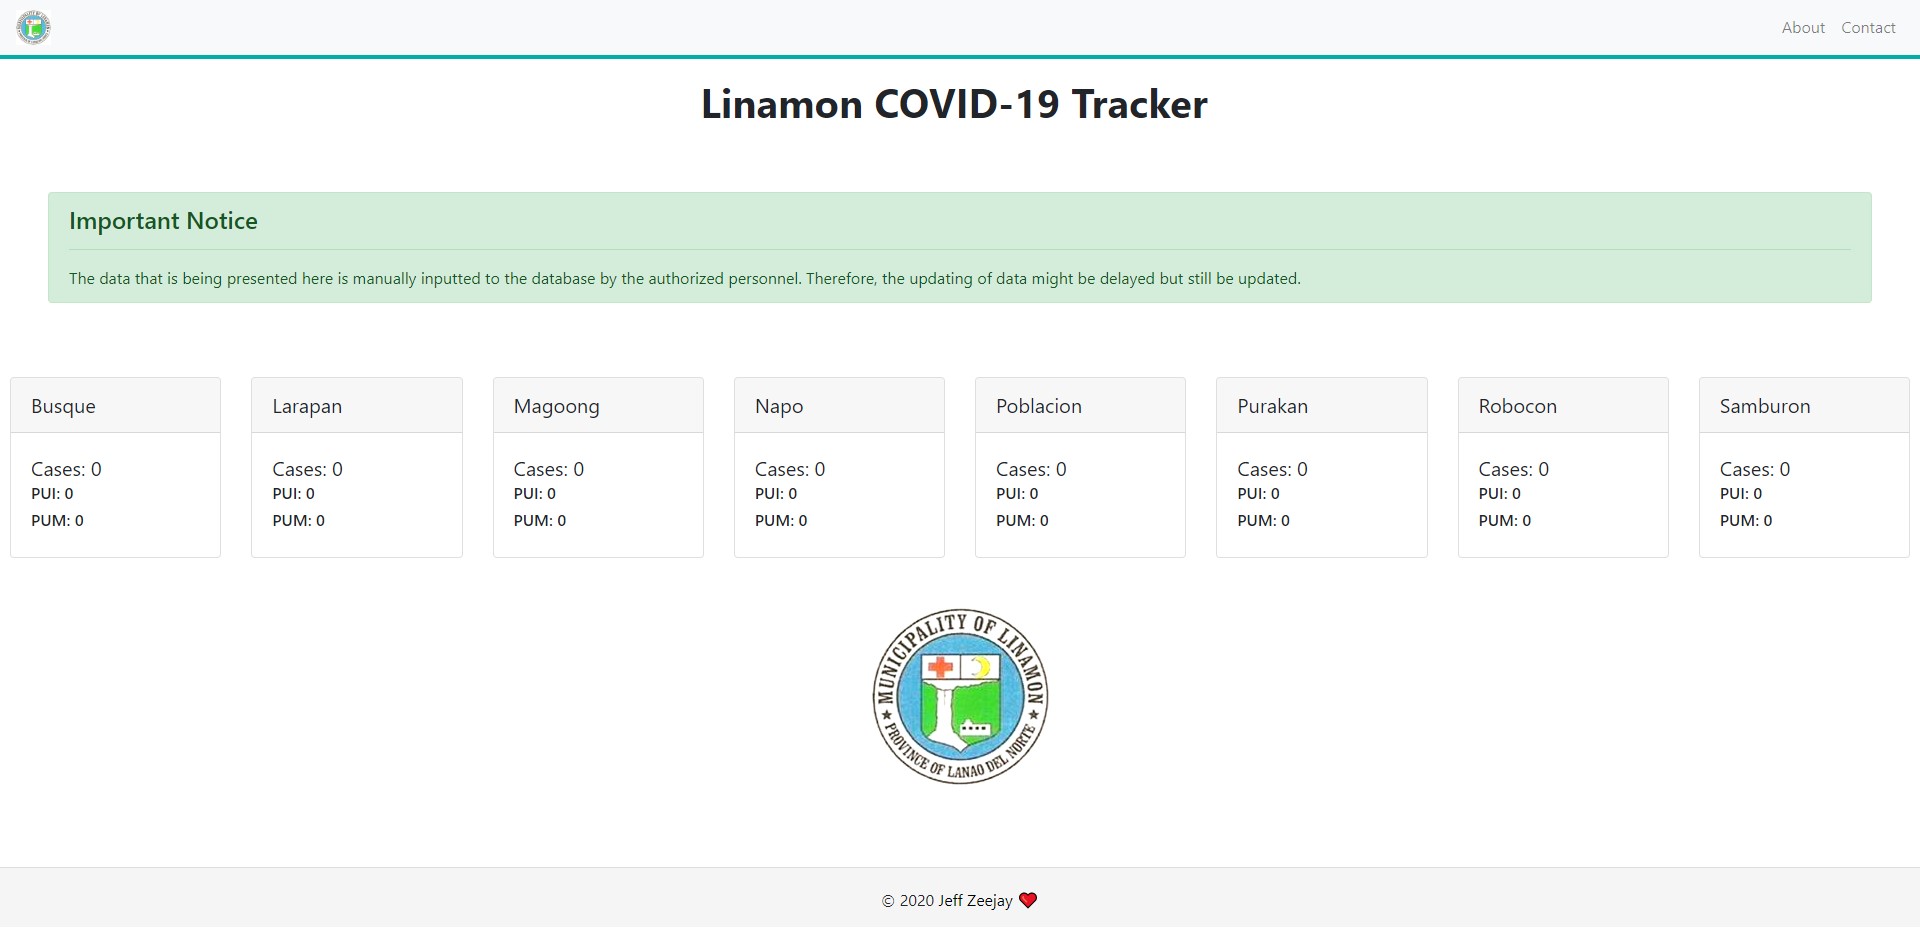 About Contact
Linamon COVID-19 Tracker
Important Notice
The data that is being presented here is manually inputted to the database by the authorized personnel. Therefore, the updating of data might be delayed but still be updated.
Busque
Cases: 0
PUI: 0
PUM: 0
Larapan
Cases: 0
PUI: 0
PUM: 0
Magoong
Cases: 0
PUI: 0
PUM: 0
Napo
Cases: 0
PUI: 0
PUM: 0
Poblacion
Cases: 0
PUI: 0
PUM: 0
Purakan
Cases: 0
PUI: 0
PUM: 0
Robocon
Cases: 0
PUI: 0
PUM: 0
Samburon
Cases: 0
PUI: 0
PUM: 0
MUNICIPALITY OF LINAMON
PROVINCE OF LANAO DEL NORTE
© 2020 Jeff Zeejay